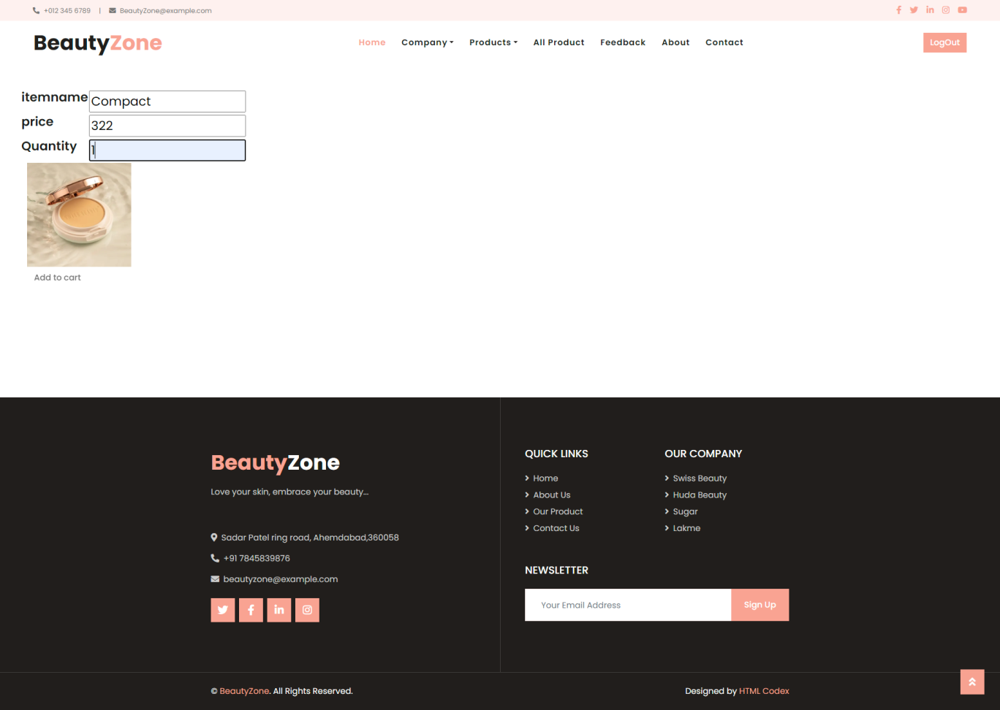 +012 345 6789 | BeautyZone@example.com
BeautyZone
Home Company Products All Product Feedback About Contact
LogOut
itemname Compact
price 322
Quantity 1
Add to cart
BeautyZone
Love your skin, embrace your beauty...
Sadar Patel ring road, Ahemdabad,360058
+91 7845839876
beautyzone@example.com
QUICK LINKS
Home
About Us
Our Product
Contact Us
OUR COMPANY
Swiss Beauty
Huda Beauty
Sugar
Lakme
NEWSLETTER
Your Email Address Sign Up
© BeautyZone. All Rights Reserved.
Designed by HTML Codex